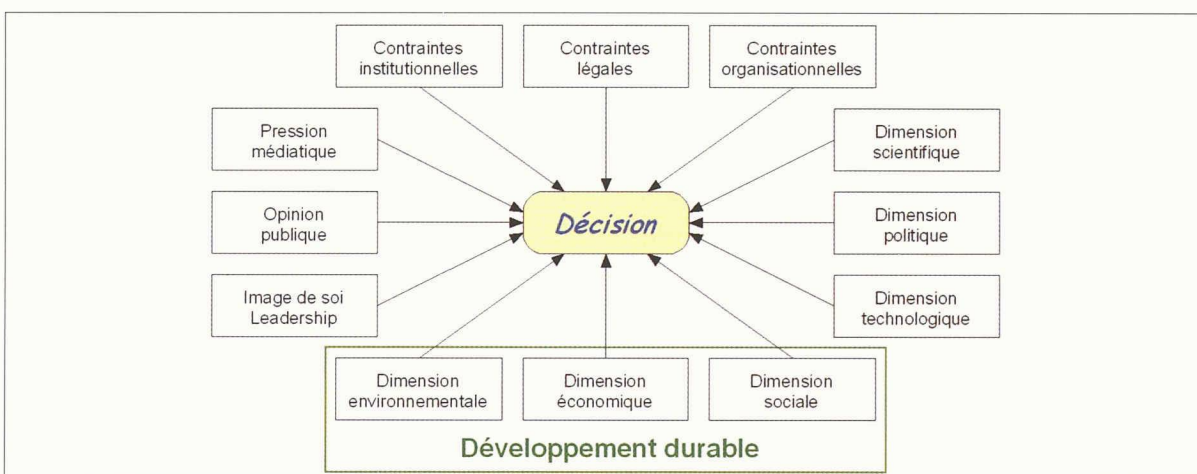 Contraintes
institutionnelles
Contraintes
légales
Contraintes
organisationnelles
Pression
médiatique
Dimension
scientifique
Opinion
publique
Décision
Dimension
politique
Image de soi
Leadership
Dimension
technologique
Dimension
environnementale
Dimension
économique
Dimension
sociale
Développement durable